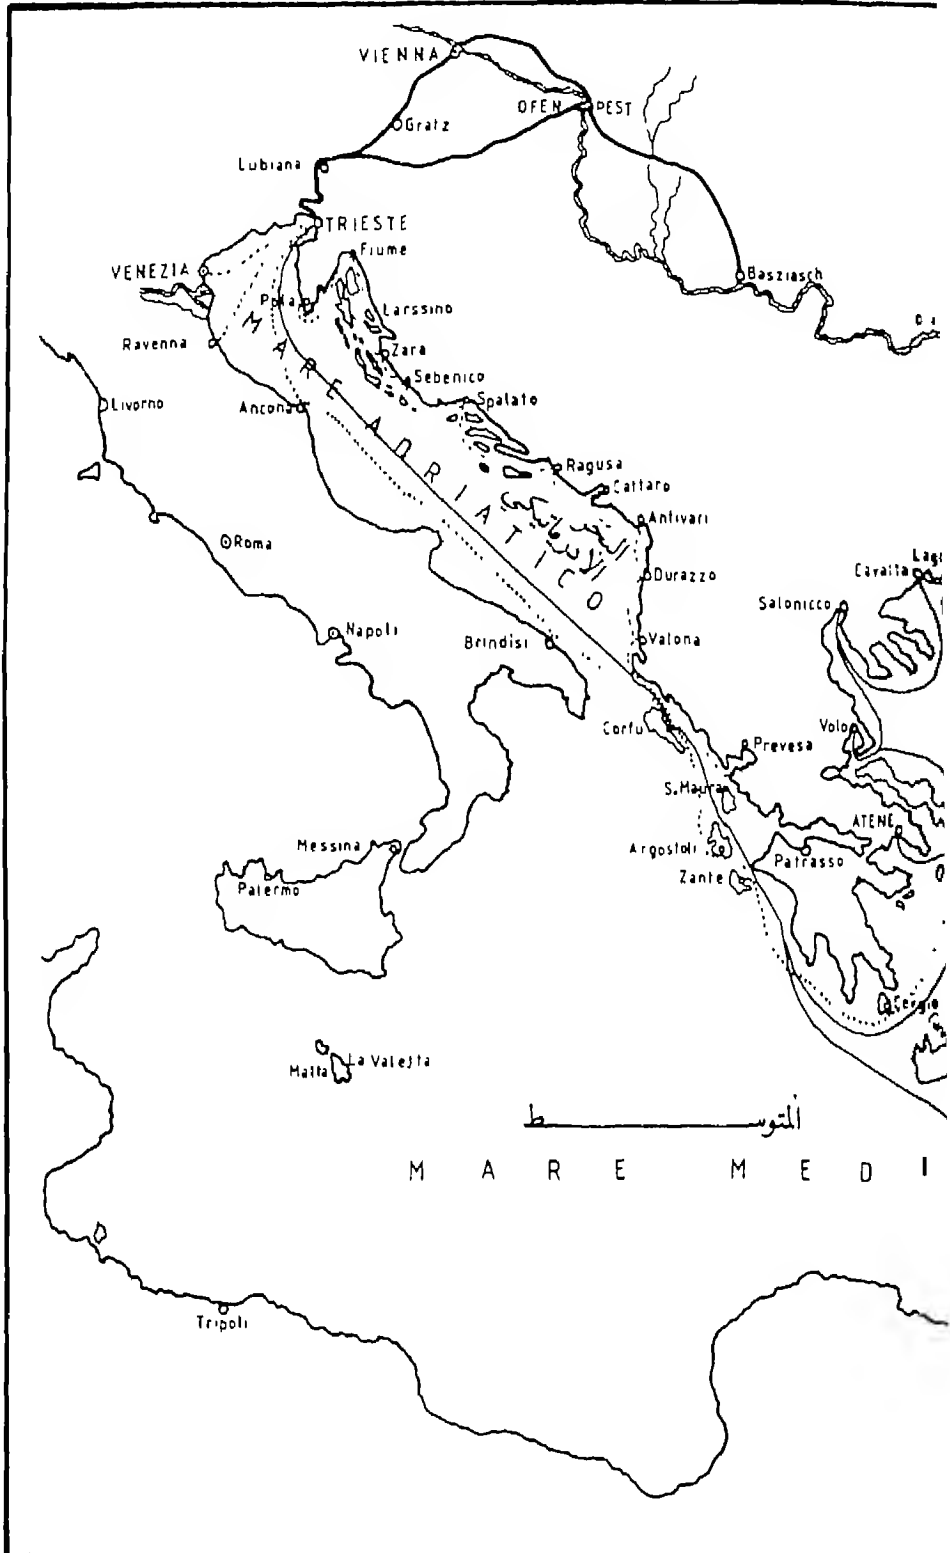 VIENNA
OFEN PEST
Gratz
Lubiana
TRIESTE
Fiume
VENEZIA
Basziasch
Pola
Larssino
Ravenna
Zara
Sebenico
Livorno
Ancona
Spalato
MARE ADRIATICO
Ragusa
Cattaro
Antivari
Roma
Durazzo
Cavalla
Lag
Salonicco
Napoli
Brindisi
Valona
Corfu
Prevesa
Volo
S. Maura
ATENE
Messina
Argostoli
Patrasso
Palermo
Zante
Cergio
Malta La Valetta
المتوسط
MARE MEDI
Tripoli